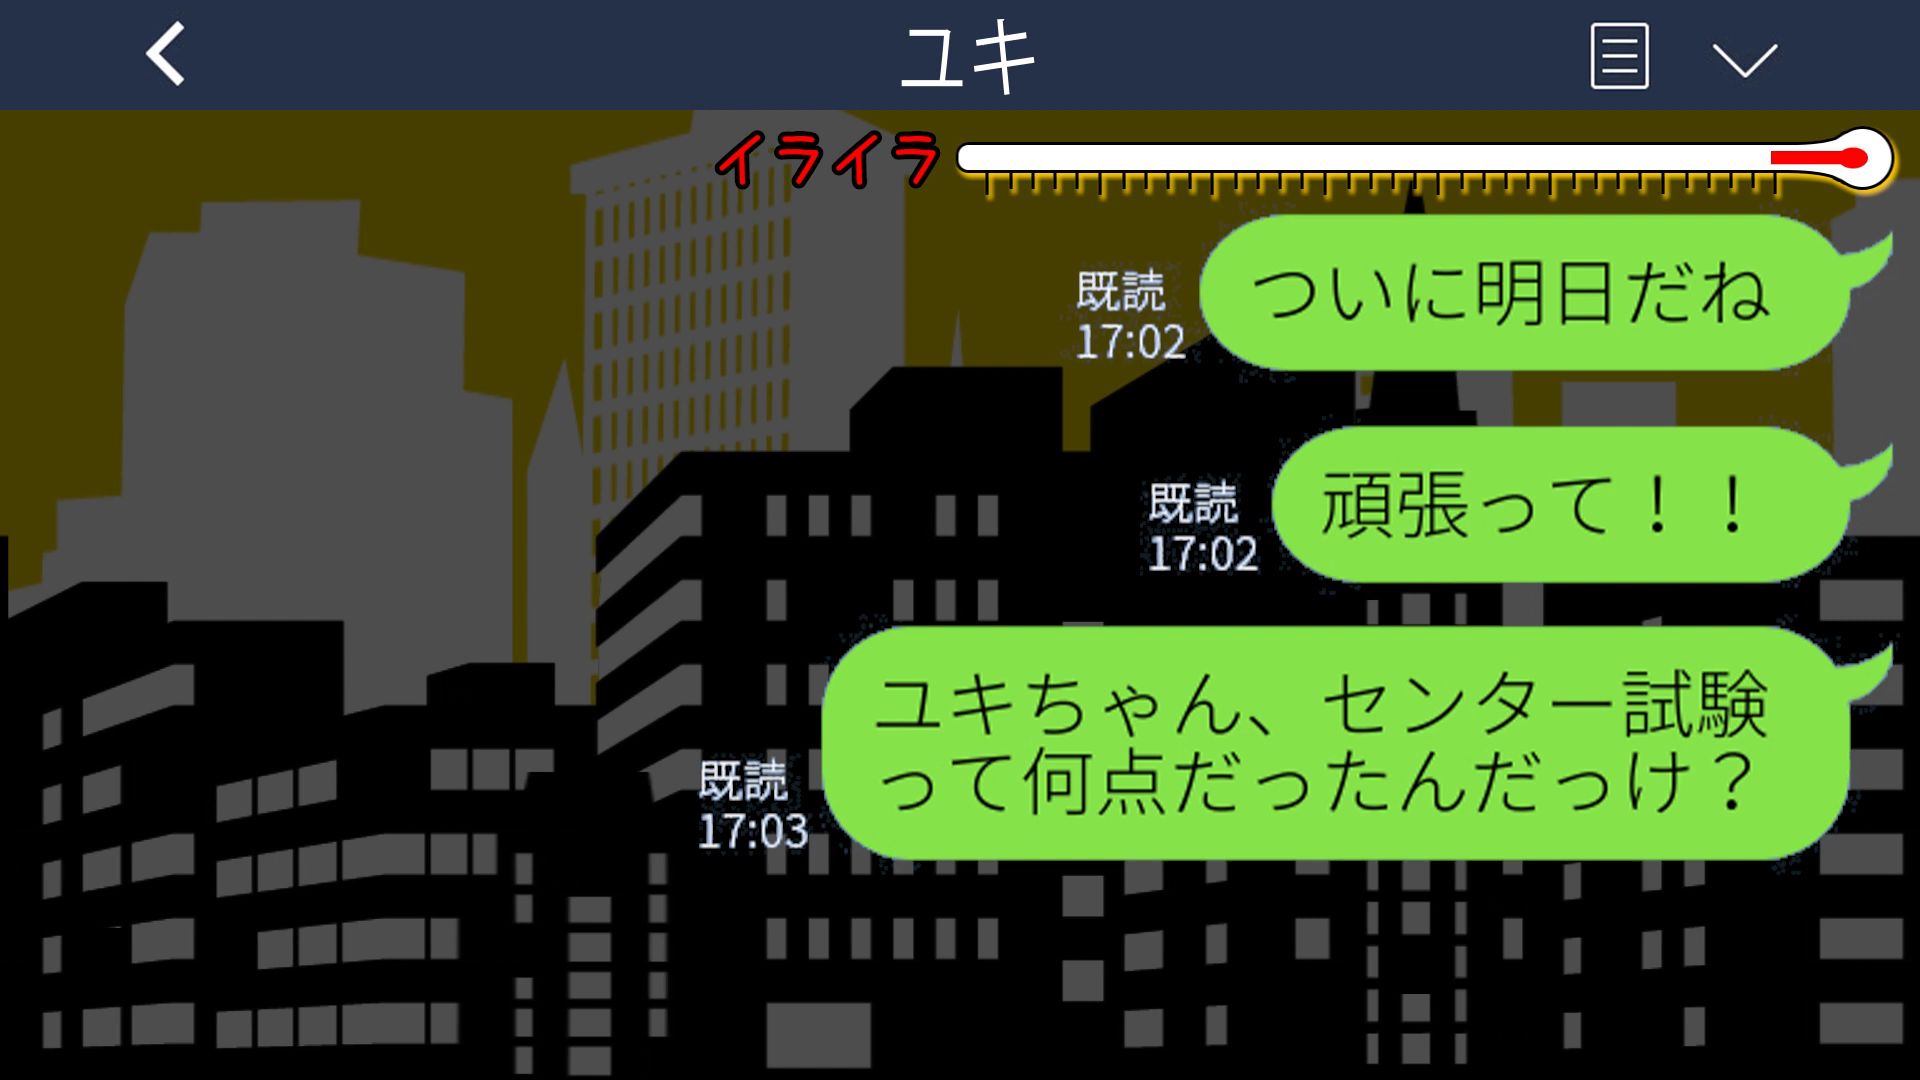 ユキ
イライラ
ついに明日だね
既読
17:02
頑張って！！
既読
17:02
ユキちゃん、センター試験
って何点だったんだっけ？
既読
17:03